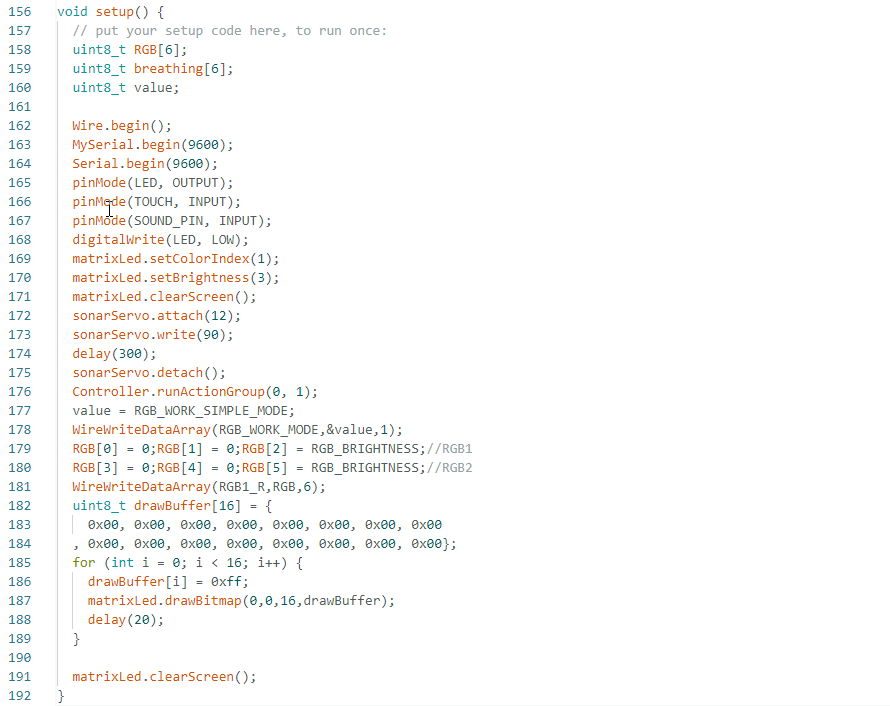 156 void setup() {
157 // put your setup code here, to run once:
158 uint8_t RGB[6];
159 uint8_t breathing[6];
160 uint8_t value;
161
162 Wire.begin();
163 MySerial.begin(9600);
164 Serial.begin(9600);
165 pinMode(LED, OUTPUT);
166 pinMode(TOUCH, INPUT);
167 pinMode(SOUND_PIN, INPUT);
168 digitalWrite(LED, LOW);
169 matrixLed.setColorIndex(1);
170 matrixLed.setBrightness(3);
171 matrixLed.clearScreen();
172 sonarServo.attach(12);
173 sonarServo.write(90);
174 delay(300);
175 sonarServo.detach();
176 Controller.runActionGroup(0, 1);
177 value = RGB_WORK_SIMPLE_MODE;
178 WireWriteDataArray(RGB_WORK_MODE,&value,1);
179 RGB[0] = 0;RGB[1] = 0;RGB[2] = RGB_BRIGHTNESS;//RGB1
180 RGB[3] = 0;RGB[4] = 0;RGB[5] = RGB_BRIGHTNESS;//RGB2
181 WireWriteDataArray(RGB1_R,RGB,6);
182 uint8_t drawBuffer[16] = {
183 0x00, 0x00, 0x00, 0x00, 0x00, 0x00, 0x00, 0x00
184 , 0x00, 0x00, 0x00, 0x00, 0x00, 0x00, 0x00, 0x00};
185 for (int i = 0; i < 16; i++) {
186 drawBuffer[i] = 0xff;
187 matrixLed.drawBitmap(0,0,16,drawBuffer);
188 delay(20);
189 }
190
191 matrixLed.clearScreen();
192 }